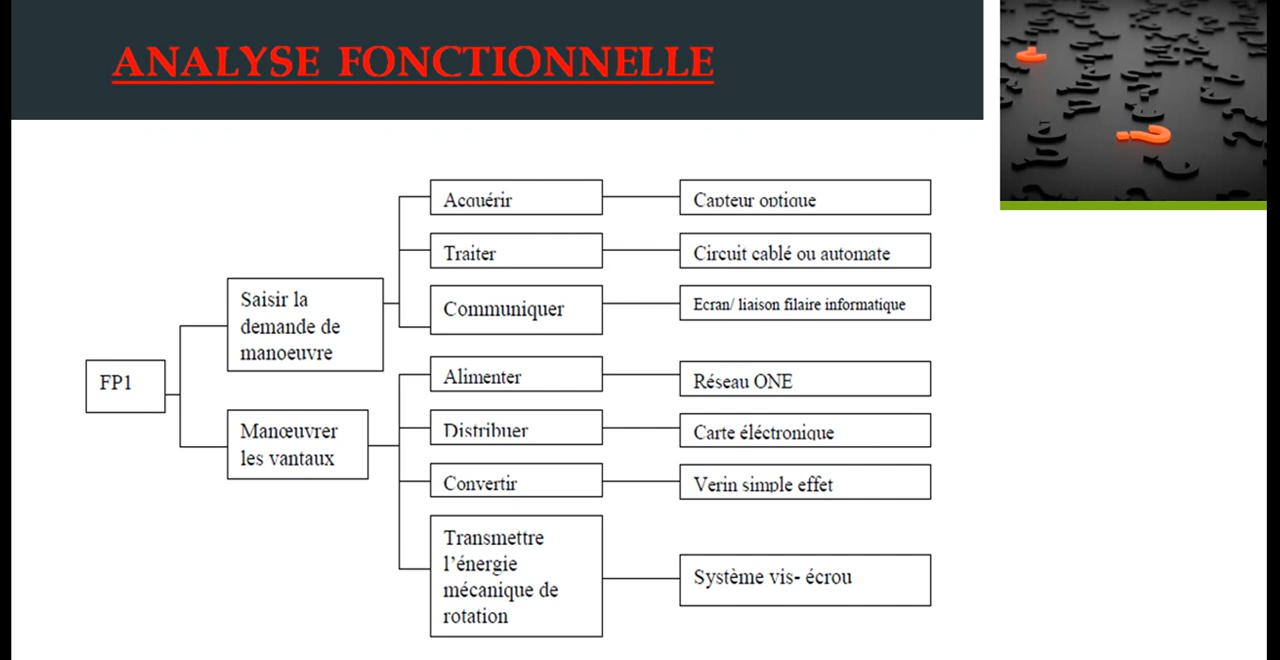 ANALYSE FONCTIONNELLE
Acquérir
Capteur optique
Traiter
Circuit cablé ou automate
Saisir la
demande de
manoeuvre
Communiquer
Ecran/ liaison filaire informatique
FP1
Alimenter
Réseau ONE
Manœuvrer
les vantaux
Distribuer
Carte éléctronique
Convertir
Verin simple effet
Transmettre
l’énergie
mécanique de
rotation
Système vis- écrou